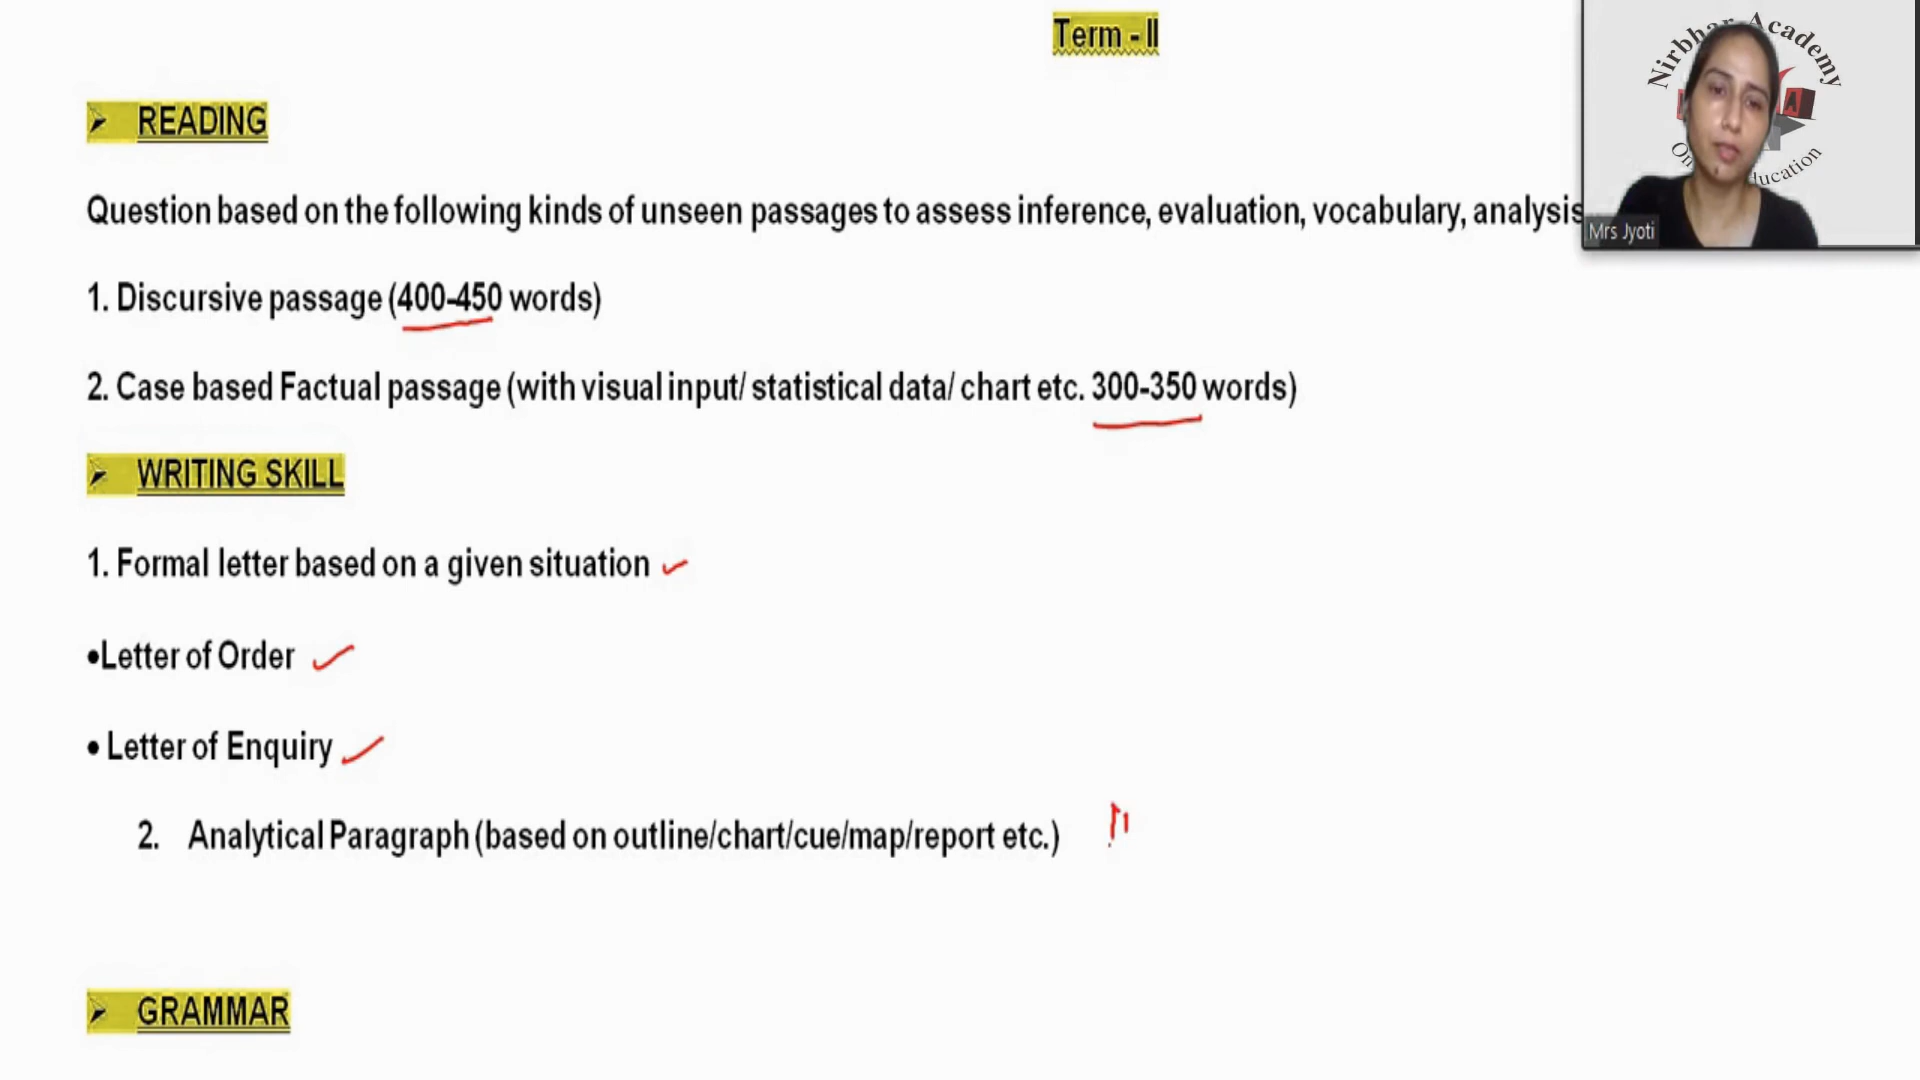 Term - II
➢ READING
Question based on the following kinds of unseen passages to assess inference, evaluation, vocabulary, analysis
1. Discursive passage (400-450 words)
2. Case based Factual passage (with visual input/ statistical data/ chart etc. 300-350 words)
➢ WRITING SKILL
1. Formal letter based on a given situation
•Letter of Order
• Letter of Enquiry
2. Analytical Paragraph (based on outline/chart/cue/map/report etc.)
➢ GRAMMAR
Nirbhar Academy
A
Mrs Jyoti